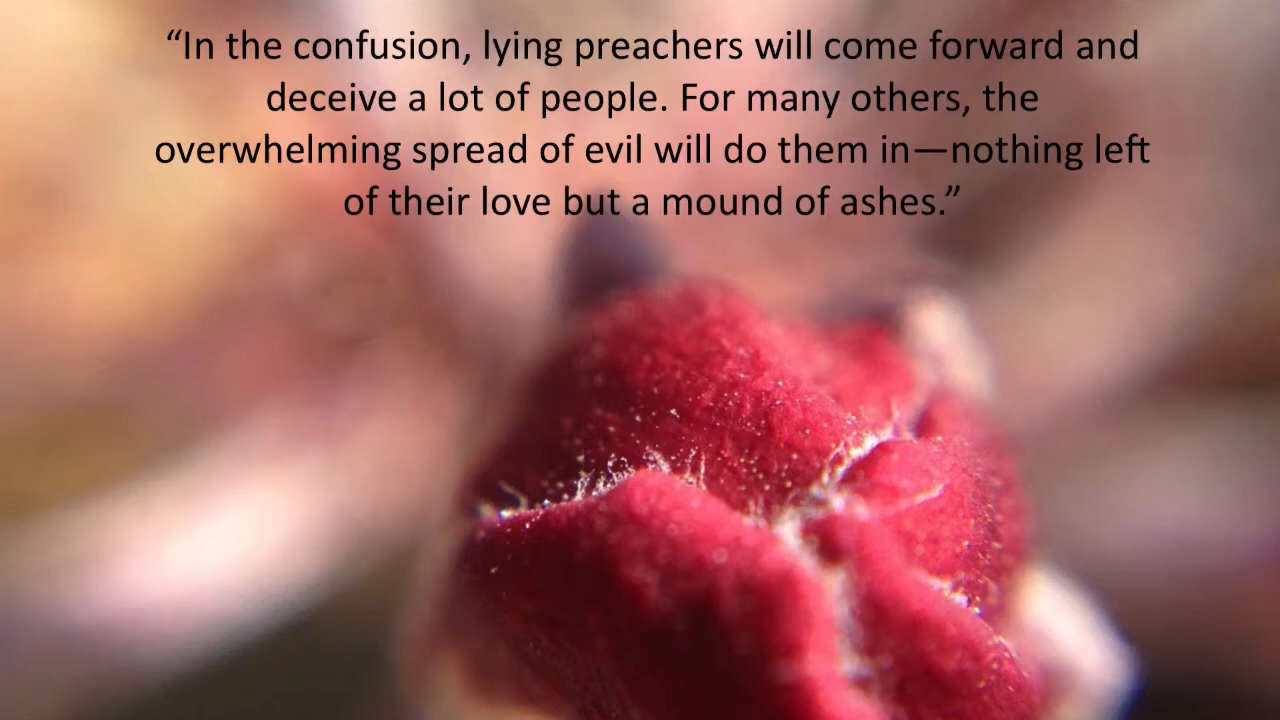 “In the confusion, lying preachers will come forward and
deceive a lot of people. For many others, the
overwhelming spread of evil will do them in—nothing left
of their love but a mound of ashes.”